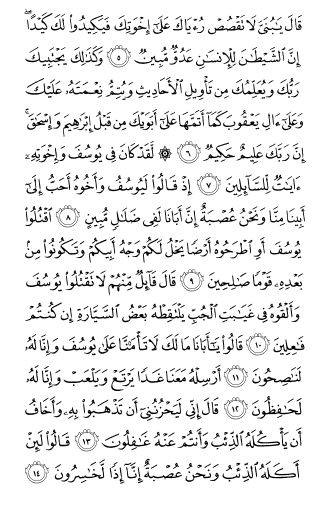 قَالَ يَٰبُنَيَّ لَا تَقْصُصْ رُءْيَاكَ عَلَىٰٓ إِخْوَتِكَ فَيَكِيدُوا۟ لَكَ كَيْدًا ۖ
إِنَّ ٱلشَّيْطَٰنَ لِلْإِنسَٰنِ عَدُوٌّ مُّبِينٌ ۝٥ وَكَذَٰلِكَ يَجْتَبِيكَ
رَبُّكَ وَيُعَلِّمُكَ مِن تَأْوِيلِ ٱلْأَحَادِيثِ وَيُتِمُّ نِعْمَتَهُۥ عَلَيْكَ
وَعَلَىٰٓ ءَالِ يَعْقُوبَ كَمَآ أَتَمَّهَا عَلَىٰٓ أَبَوَيْكَ مِن قَبْلُ إِبْرَٰهِيمَ وَإِسْحَٰقَ ۚ
إِنَّ رَبَّكَ عَلِيمٌ حَكِيمٌ ۝٦ ۞ لَّقَدْ كَانَ فِى يُوسُفَ وَإِخْوَتِهِۦٓ
ءَايَٰتٌ لِّلسَّآئِلِينَ ۝٧ إِذْ قَالُوا۟ لَيُوسُفُ وَأَخُوهُ أَحَبُّ إِلَىٰٓ
أَبِينَا مِنَّا وَنَحْنُ عُصْبَةٌ إِنَّ أَبَانَا لَفِى ضَلَٰلٍ مُّبِينٍ ۝٨ ٱقْتُلُوا۟
يُوسُفَ أَوِ ٱطْرَحُوهُ أَرْضًا يَخْلُ لَكُمْ وَجْهُ أَبِيكُمْ وَتَكُونُوا۟ مِنۢ
بَعْدِهِۦ قَوْمًا صَٰلِحِينَ ۝٩ قَالَ قَآئِلٌ مِّنْهُمْ لَا تَقْتُلُوا۟ يُوسُفَ
وَأَلْقُوهُ فِى غَيَٰبَتِ ٱلْجُبِّ يَلْتَقِطْهُ بَعْضُ ٱلسَّيَّارَةِ إِن كُنتُمْ
فَٰعِلِينَ ۝١٠ قَالُوا۟ يَٰٓأَبَانَا مَا لَكَ لَا تَأْمَ۫نَّا عَلَىٰ يُوسُفَ وَإِنَّا لَهُۥ
لَنَٰصِحُونَ ۝١١ أَرْسِلْهُ مَعَنَا غَدًا يَرْتَعْ وَيَلْعَبْ وَإِنَّا لَهُۥ
لَحَٰفِظُونَ ۝١٢ قَالَ إِنِّى لَيَحْزُنُنِىٓ أَن تَذْهَبُوا۟ بِهِۦ وَأَخَافُ
أَن يَأْكُلَهُ ٱلذِّئْبُ وَأَنتُمْ عَنْهُ غَٰفِلُونَ ۝١٣ قَالُوا۟ لَئِنْ
أَكَلَهُ ٱلذِّئْبُ وَنَحْنُ عُصْبَةٌ إِنَّآ إِذًا لَّخَٰسِرُونَ ۝١٤